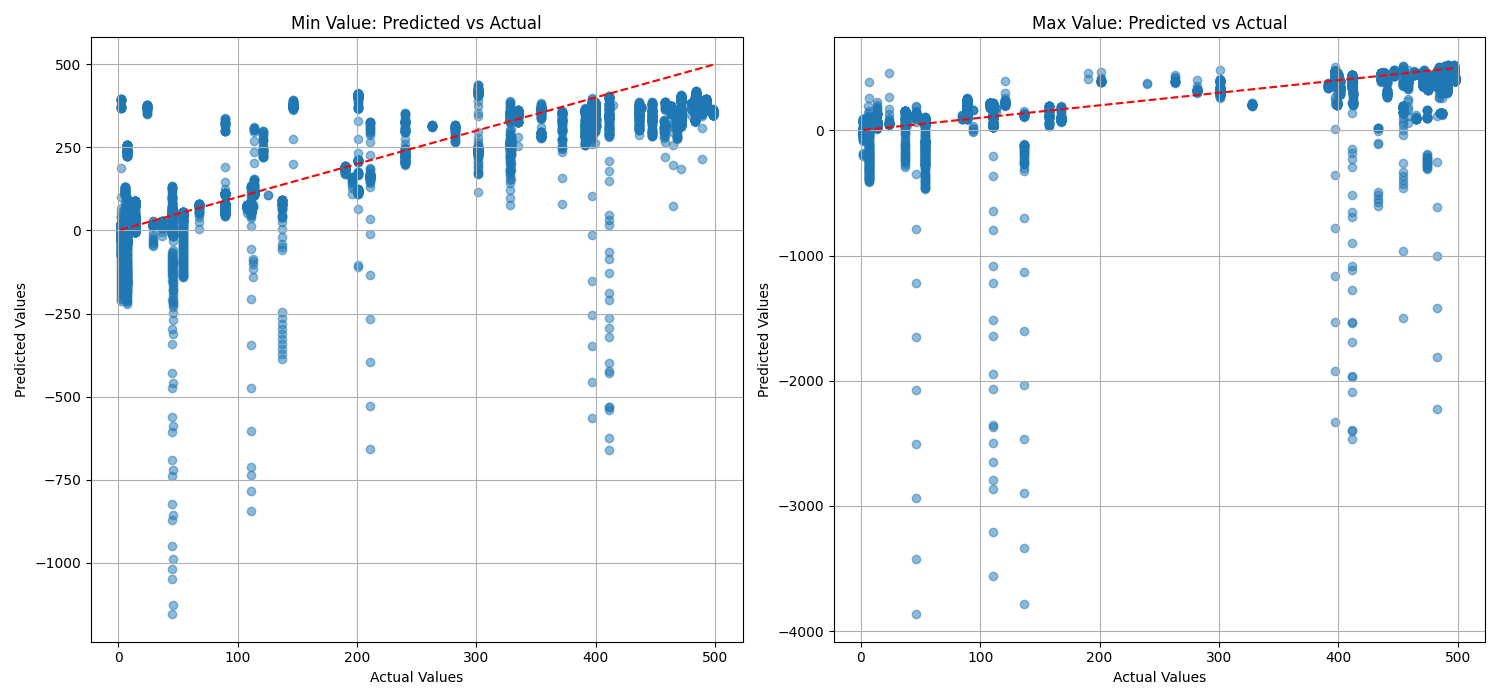 Min Value: Predicted vs Actual
500
250
0
−250
−500
−750
−1000
Predicted Values
0 100 200 300 400 500
Actual Values
Max Value: Predicted vs Actual
0
−1000
−2000
−3000
−4000
Predicted Values
0 100 200 300 400 500
Actual Values